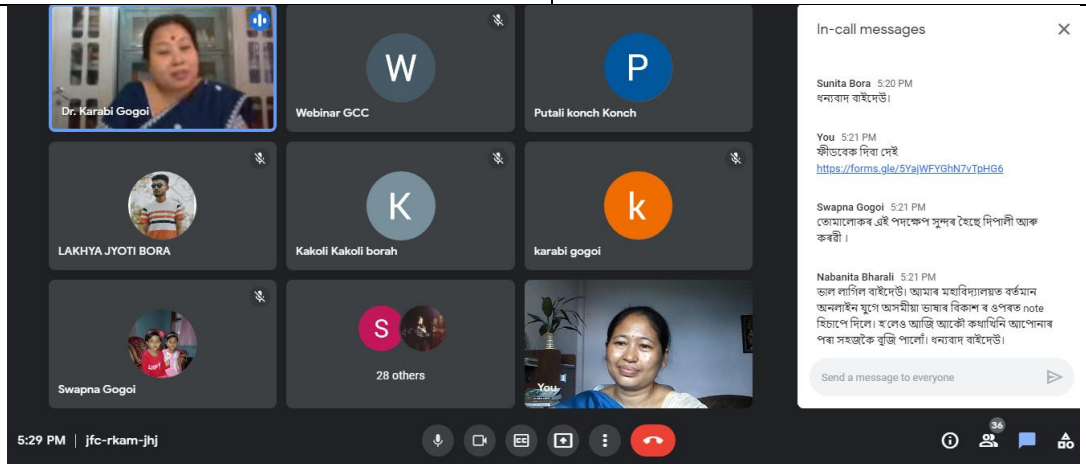 Dr. Karabi Gogoi
W
Webinar GCC
P
Putali konch Konch
LAKHYA JYOTI BORA
K
Kakoli Kakoli borah
k
karabi gogoi
Swapna Gogoi
S
28 others
You
5:29 PM | jfc-rkam-jhj
36
In-call messages
Sunita Bora 5:20 PM
ধন্যবাদ বাইদেউ।
You 5:21 PM
ফীডবেক দিবা দেই
https://forms.gle/5YajWFYGhN7vTpHG6
Swapna Gogoi 5:21 PM
তোমালোকৰ এই পদক্ষেপ সুন্দৰ হৈছে দিপালী আৰু
কৰৱী ।
Nabanita Bharali 5:21 PM
ভাল লাগিল বাইদেউ। আমাৰ মহাবিদ্যালয়ত বৰ্তমান
অনলাইন যুগে অসমীয়া ভাষাৰ বিকাশ ৰ ওপৰত note
হিচাপে দিলে। হ'লেও আজি আকৌ কথাখিনি আপোনাৰ
পৰা সহজকৈ বুজি পালোঁ। ধন্যবাদ বাইদেউ।
Send a message to everyone